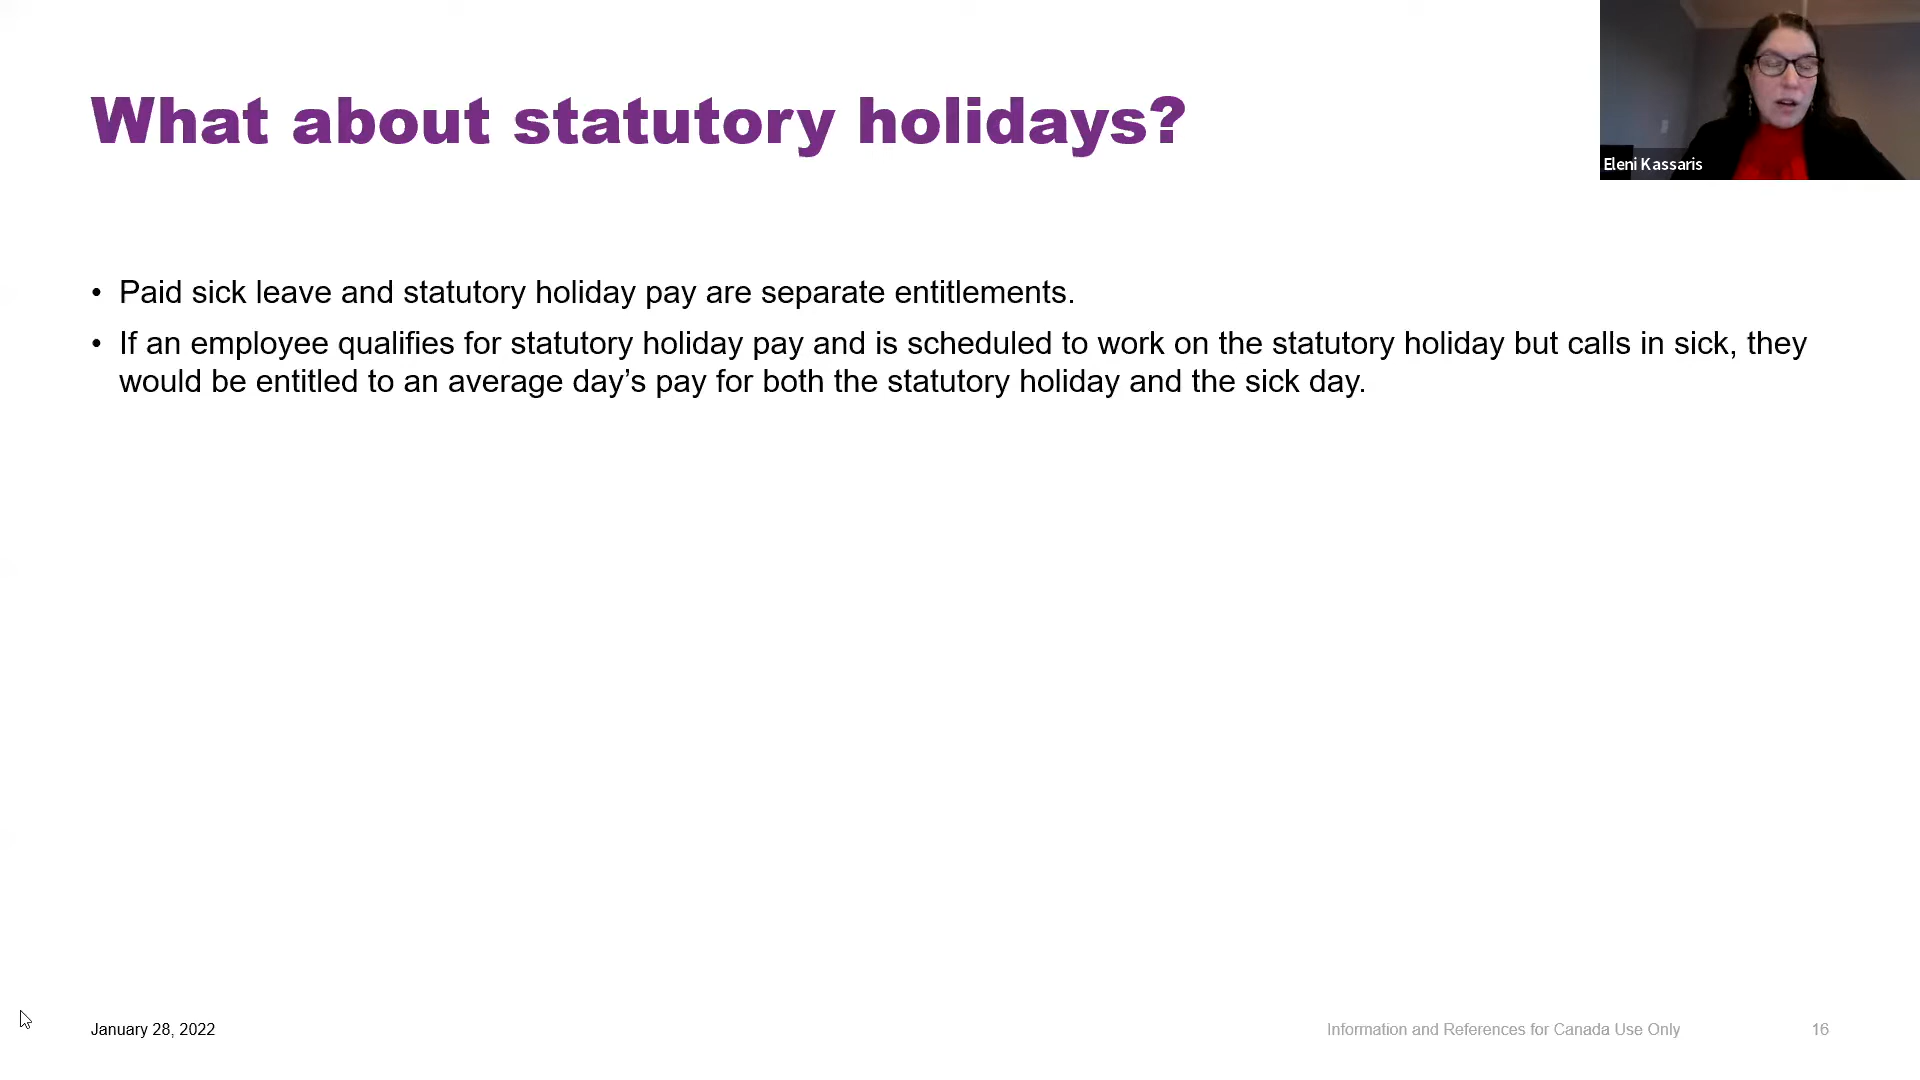 What about statutory holidays?
Eleni Kassaris
• Paid sick leave and statutory holiday pay are separate entitlements.
• If an employee qualifies for statutory holiday pay and is scheduled to work on the statutory holiday but calls in sick, they
would be entitled to an average day’s pay for both the statutory holiday and the sick day.
January 28, 2022
Information and References for Canada Use Only
16